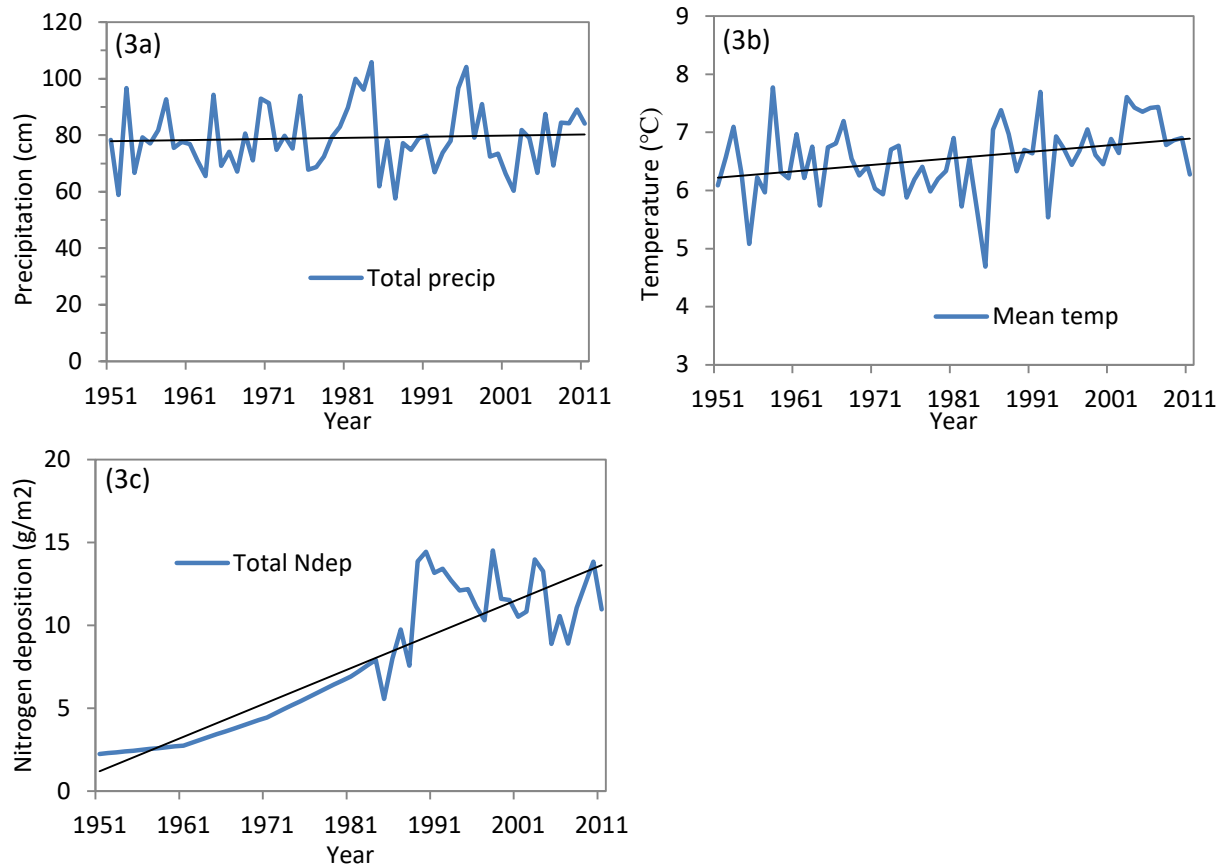 (3a)
Precipitation (cm)
120
100
80
60
40
20
0
Total precip
1951 1961 1971 1981 1991 2001 2011
Year
(3b)
Temperature (°C)
9
8
7
6
5
4
3
Mean temp
1951 1961 1971 1981 1991 2001 2011
Year
(3c)
Nitrogen deposition (g/m2)
20
15
10
5
0
Total Ndep
1951 1961 1971 1981 1991 2001 2011
Year